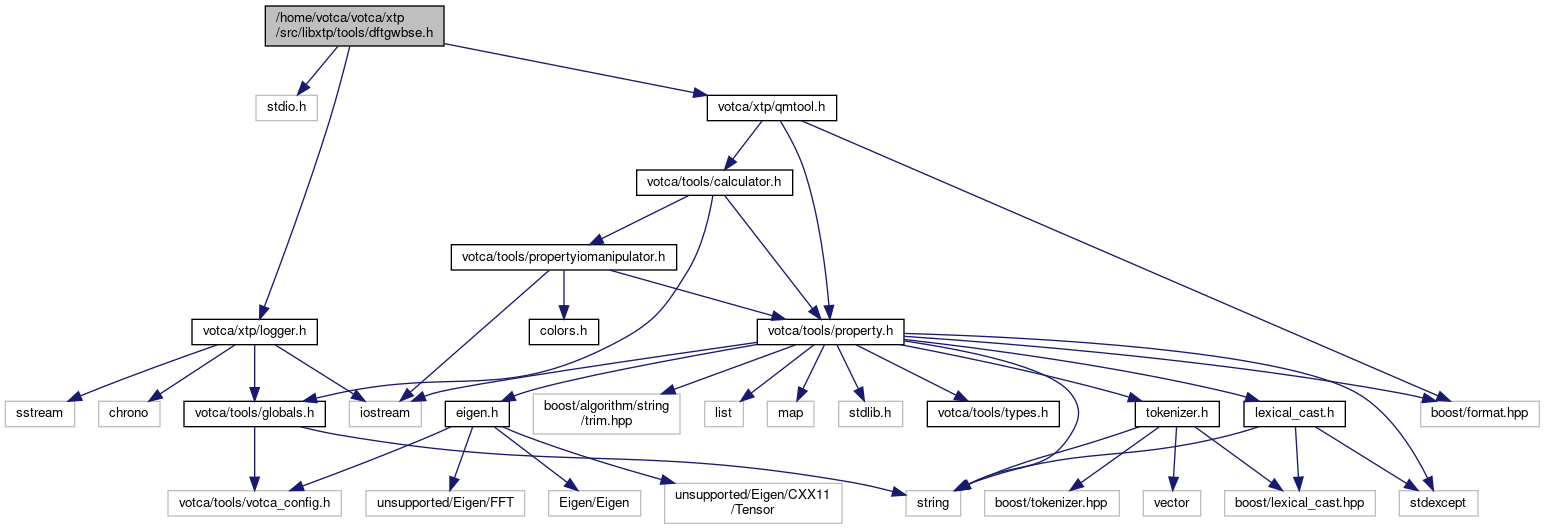 /home/votca/votca/xtp
/src/libxtp/tools/dftgwbse.h
stdio.h
votca/xtp/qmtool.h
votca/tools/calculator.h
votca/tools/propertyiomanipulator.h
votca/xtp/logger.h
colors.h
votca/tools/property.h
sstream
chrono
votca/tools/globals.h
iostream
eigen.h
boost/algorithm/string
/trim.hpp
list
map
stdlib.h
votca/tools/types.h
tokenizer.h
lexical_cast.h
boost/format.hpp
votca/tools/votca_config.h
unsupported/Eigen/FFT
Eigen/Eigen
unsupported/Eigen/CXX11
/Tensor
string
boost/tokenizer.hpp
vector
boost/lexical_cast.hpp
stdexcept